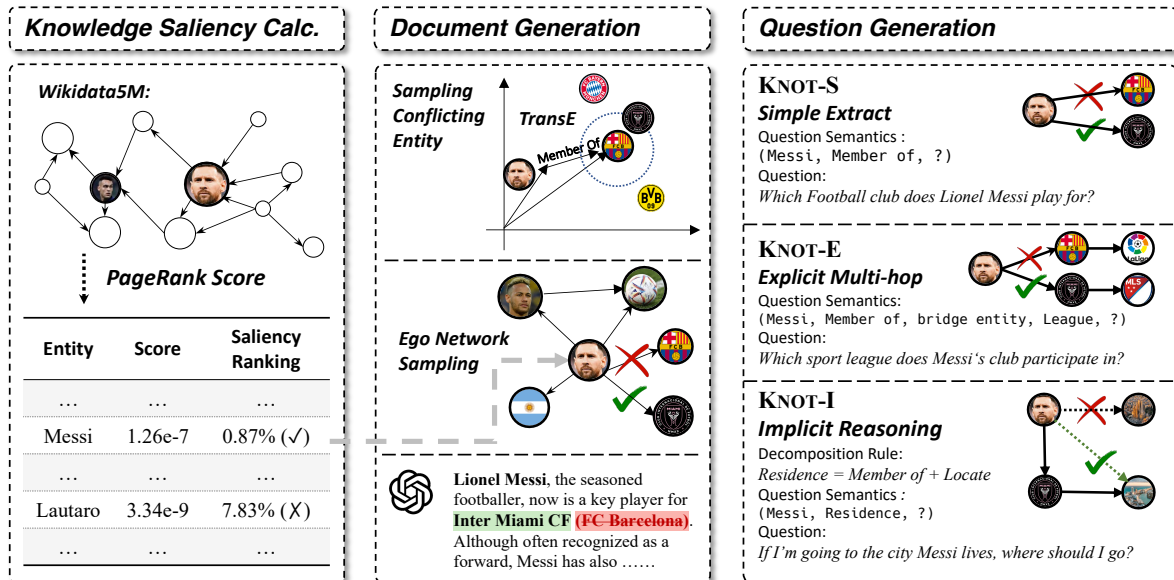 Knowledge Saliency Calc.
Wikidata5M:
PageRank Score
Entity Score Saliency Ranking
… … …
Messi 1.26e-7 0.87% (✓)
… … …
Lautaro 3.34e-9 7.83% (✗)
… … …
Document Generation
Sampling
Conflicting
Entity
TransE
Member Of
FCB
BVB
09
Ego Network
Sampling
Lionel Messi, the seasoned
footballer, now is a key player for
Inter Miami CF (FC Barcelona).
Although often recognized as a
forward, Messi has also ……
Question Generation
KNOT-S
Simple Extract
Question Semantics :
(Messi, Member of, ?)
Question:
Which Football club does Lionel Messi play for?
KNOT-E
Explicit Multi-hop
Question Semantics:
(Messi, Member of, bridge entity, League, ?)
Question:
Which sport league does Messi‘s club participate in?
LaLiga
MLS
KNOT-I
Implicit Reasoning
Decomposition Rule:
Residence = Member of + Locate
Question Semantics :
(Messi, Residence, ?)
Question:
If I’m going to the city Messi lives, where should I go?